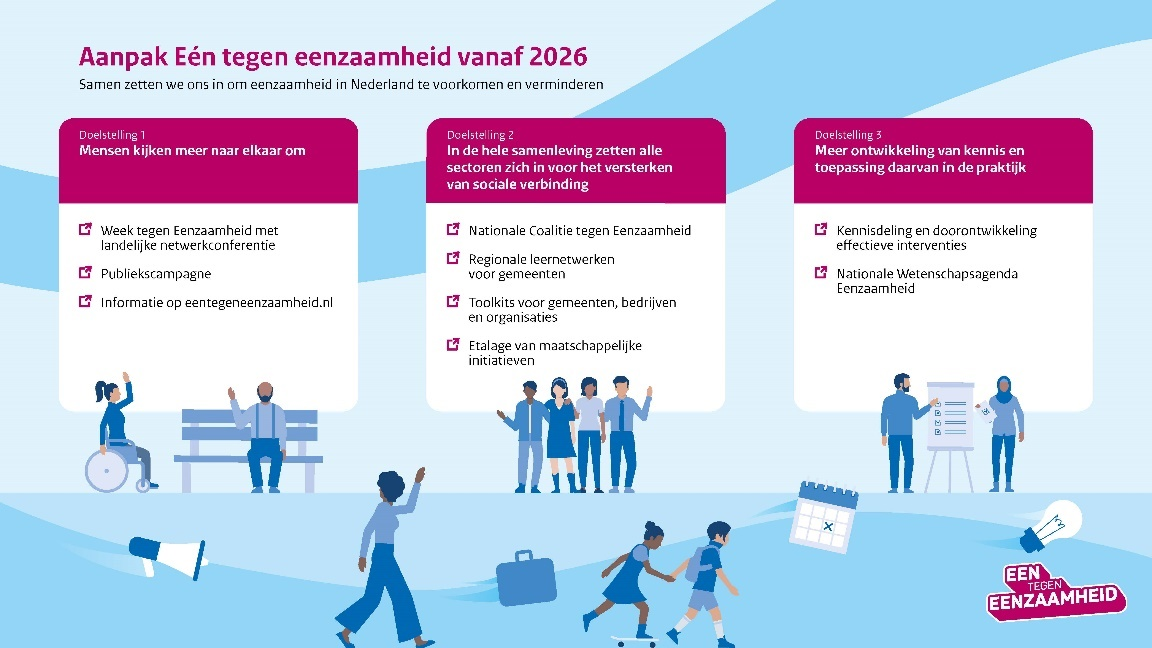 Aanpak Eén tegen eenzaamheid vanaf 2026
Samen zetten we ons in om eenzaamheid in Nederland te voorkomen en verminderen
Doelstelling 1
Mensen kijken meer naar elkaar om
Week tegen Eenzaamheid met
landelijke netwerkconferentie
Publiekscampagne
Informatie op eentegeneenzaamheid.nl
Doelstelling 2
In de hele samenleving zetten alle
sectoren zich in voor het versterken
van sociale verbinding
Nationale Coalitie tegen Eenzaamheid
Regionale leernetwerken
voor gemeenten
Toolkits voor gemeenten, bedrijven
en organisaties
Etalage van maatschappelijke
initiatieven
Doelstelling 3
Meer ontwikkeling van kennis en
toepassing daarvan in de praktijk
Kennisdeling en doorontwikkeling
effectieve interventies
Nationale Wetenschapsagenda
Eenzaamheid
EEN
TEGEN
EENZAAMHEID